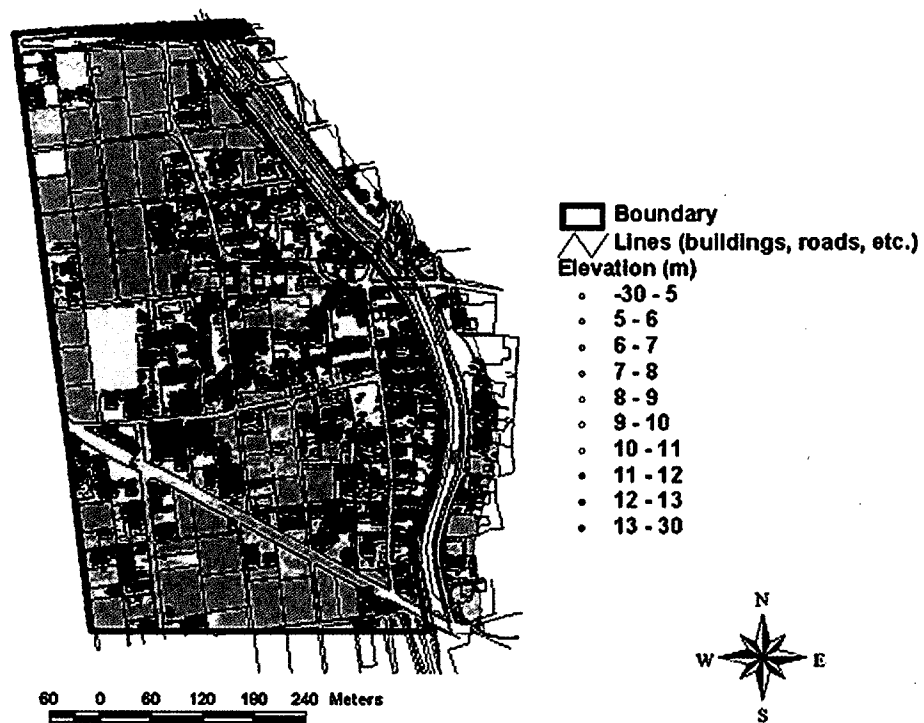 Boundary
Lines (buildings, roads, etc.)
Elevation (m)
-30 - 5
5 - 6
6 - 7
7 - 8
8 - 9
9 - 10
10 - 11
11 - 12
12 - 13
13 - 30
N
W E
S
60 0 60 120 180 240 Meters